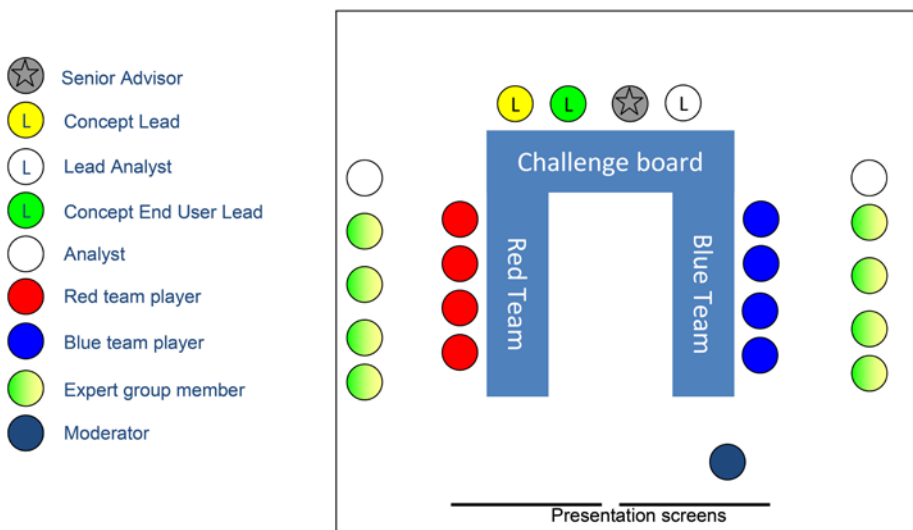 Senior Advisor
L Concept Lead
L Lead Analyst
L Concept End User Lead
Analyst
Red team player
Blue team player
Expert group member
Moderator
L L L
Challenge board
Red Team
Blue Team
Presentation screens